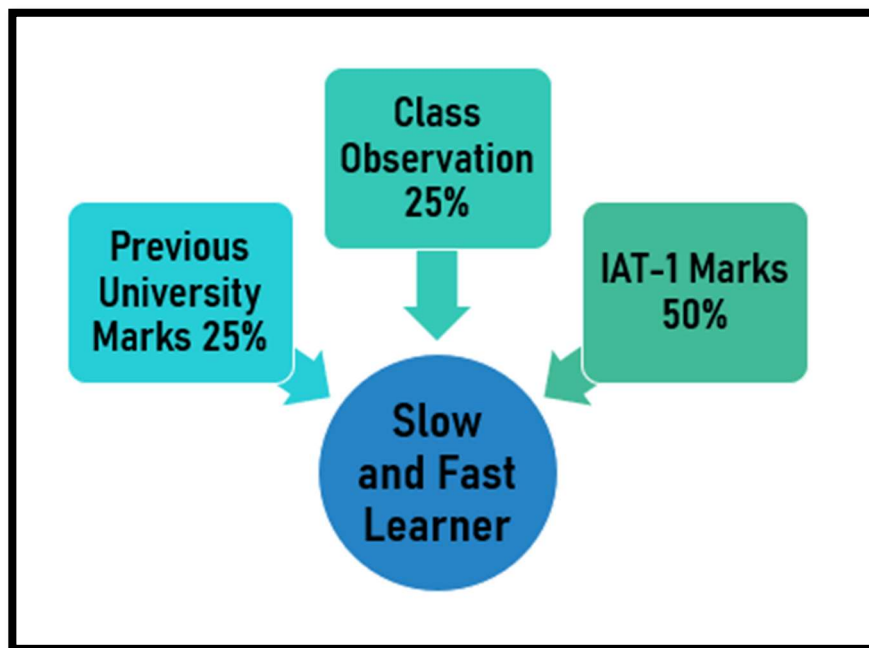 Class
Observation
25%
Previous
University
Marks 25%
IAT-1 Marks
50%
Slow
and Fast
Learner